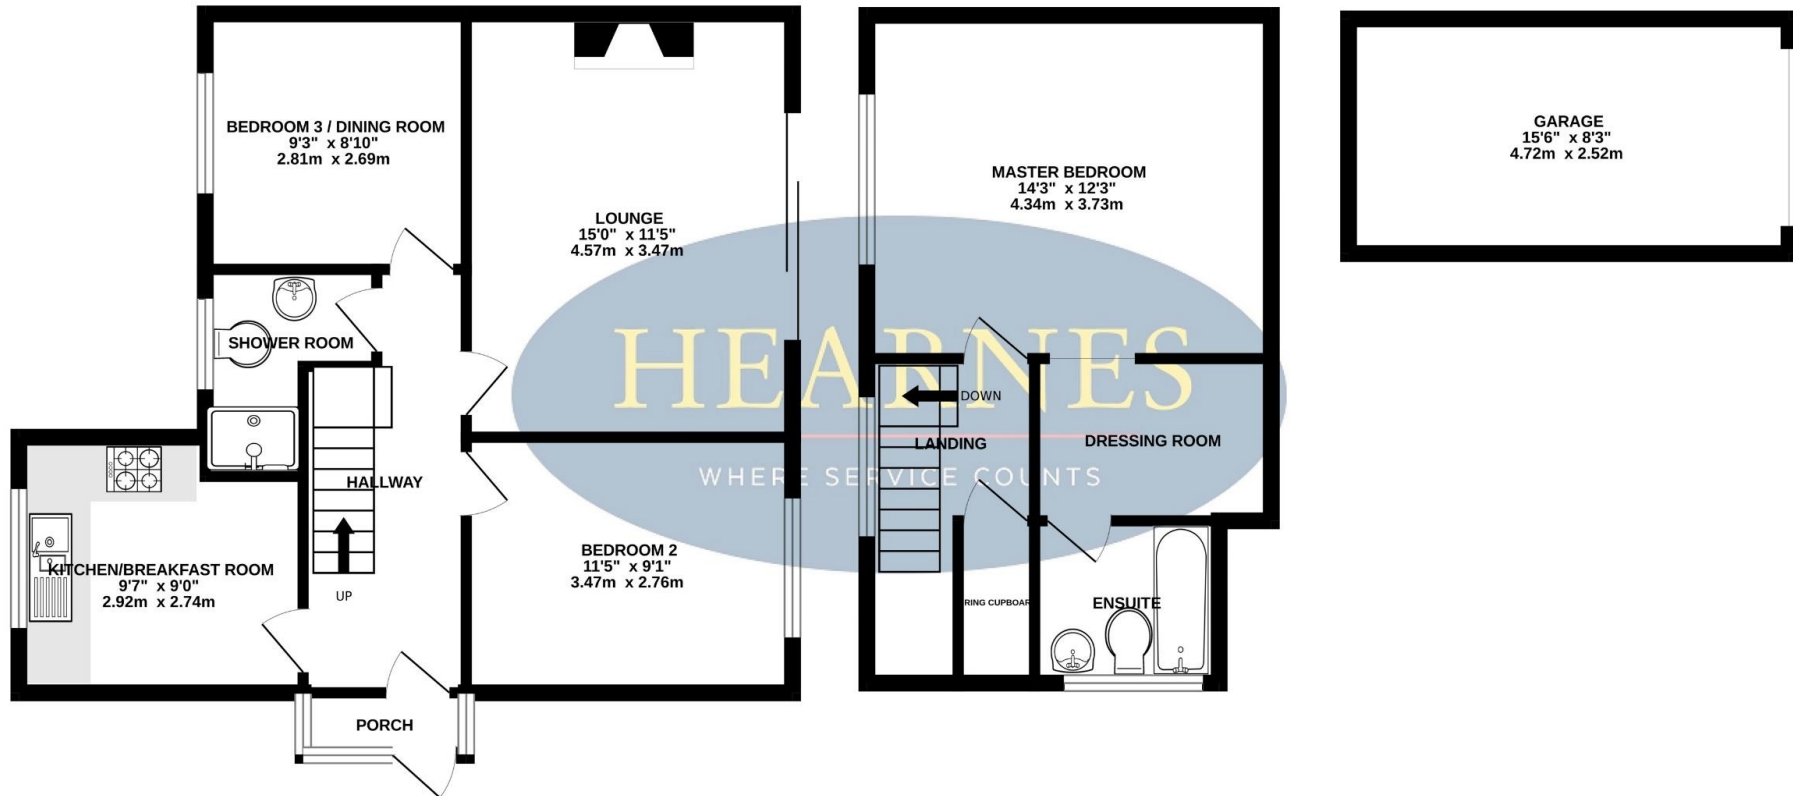 BEDROOM 3 / DINING ROOM
9'3" x 8'10"
2.81m x 2.69m
LOUNGE
15'0" x 11'5"
4.57m x 3.47m
SHOWER ROOM
HALLWAY
KITCHEN/BREAKFAST ROOM
9'7" x 9'0"
2.92m x 2.74m
UP
BEDROOM 2
11'5" x 9'1"
3.47m x 2.76m
PORCH
MASTER BEDROOM
14'3" x 12'3"
4.34m x 3.73m
DOWN
LANDING
DRESSING ROOM
RING CUPBOAR
ENSUITE
GARAGE
15'6" x 8'3"
4.72m x 2.52m
HEARNES
WHERE SERVICE COUNTS